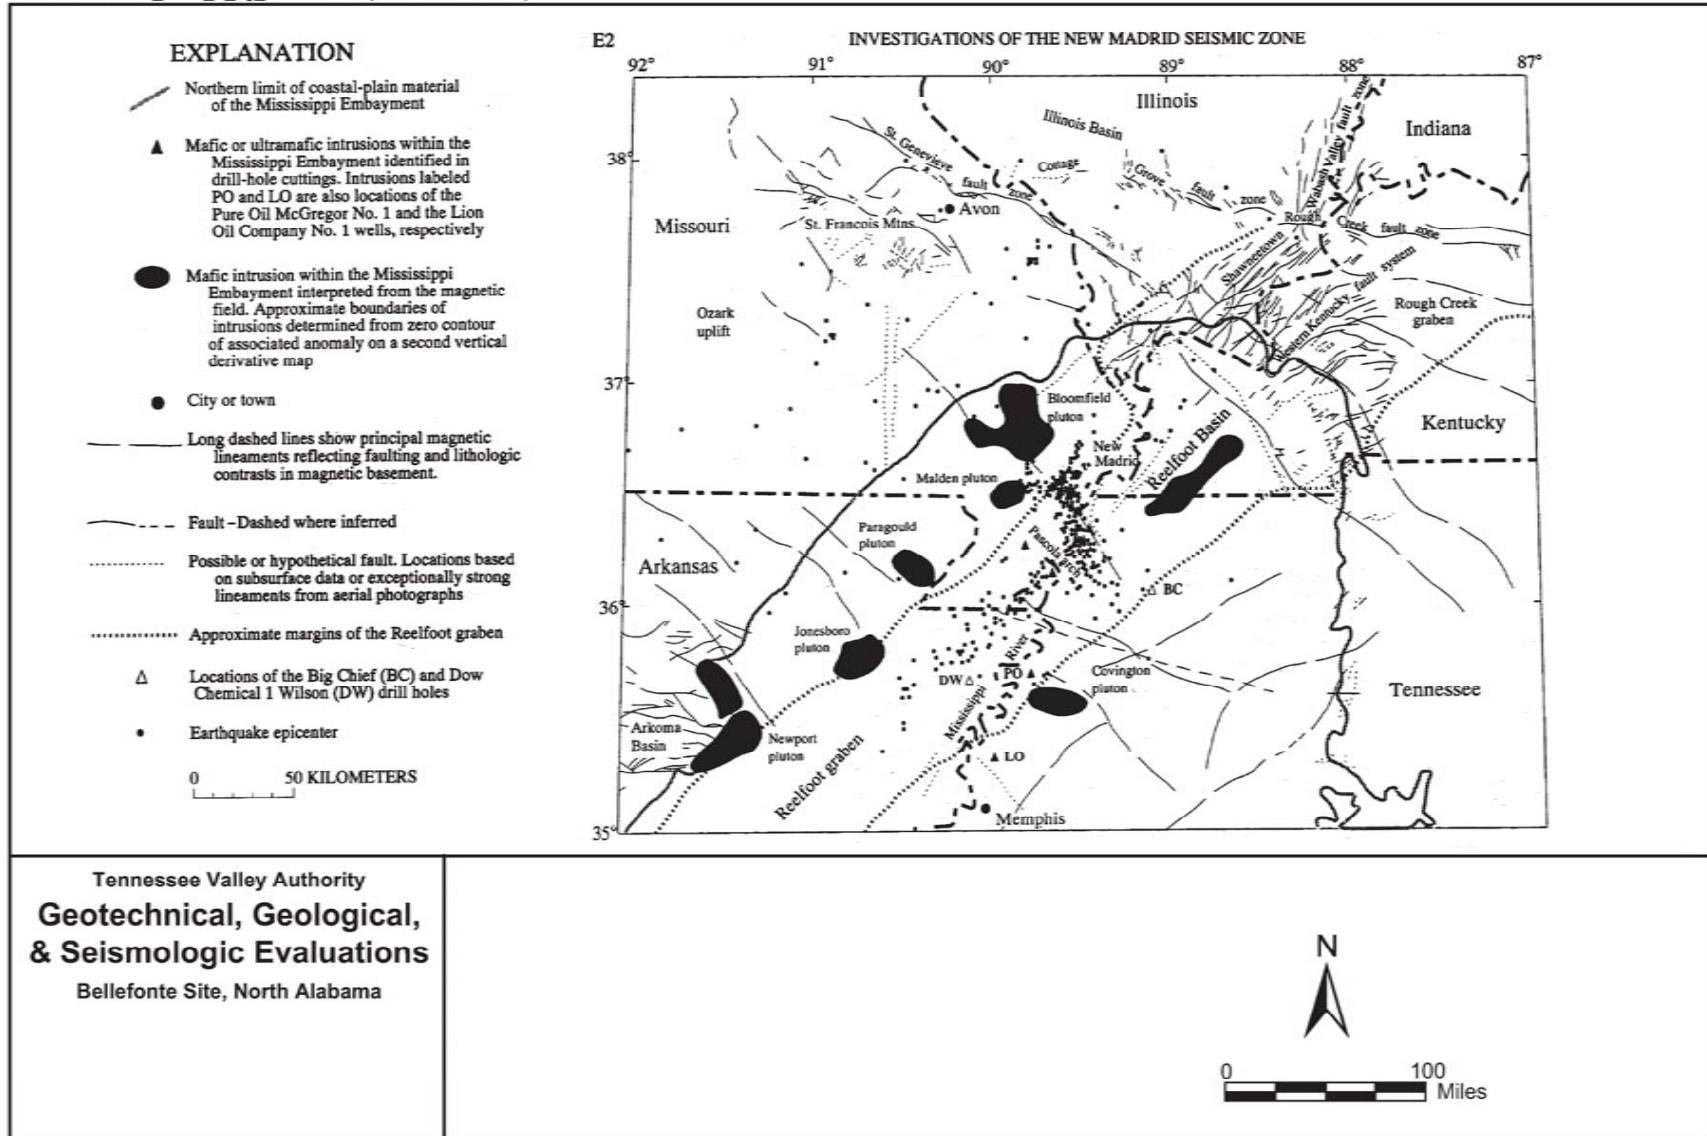 EXPLANATION
Northern limit of coastal-plain material
of the Mississippi Embayment
Mafic or ultramafic intrusions within the
Mississippi Embayment identified in
drill-hole cuttings. Intrusions labeled
PO and LO are also locations of the
Pure Oil McGregor No. 1 and the Lion
Oil Company No. 1 wells, respectively
Mafic intrusion within the Mississippi
Embayment interpreted from the magnetic
field. Approximate boundaries of
intrusions determined from zero contour
of associated anomaly on a second vertical
derivative map
City or town
Long dashed lines show principal magnetic
lineaments reflecting faulting and lithologic
contrasts in magnetic basement.
Fault – Dashed where inferred
Possible or hypothetical fault. Locations based
on subsurface data or exceptionally strong
lineaments from aerial photographs
Approximate margins of the Reelfoot graben
Locations of the Big Chief (BC) and Dow
Chemical 1 Wilson (DW) drill holes
Earthquake epicenter
0 50 KILOMETERS
E2
INVESTIGATIONS OF THE NEW MADRID SEISMIC ZONE
92° 91° 90° 89° 88° 87°
38°
37°
36°
35°
Illinois
Indiana
Illinois Basin
St. Genevieve
fault
zone
Cottage
Grove
fault
zone
Wabash Valley fault zone
Avon
Missouri
St. Francois Mtns.
Rough
Creek fault zone
Shawneetown
fault system
Western Kentucky
Ozark
uplift
Rough Creek
graben
Bloomfield
pluton
Kentucky
New
Madrid
Reelfoot Basin
Malden pluton
Paragould
pluton
Pascola arch
Arkansas
BC
Jonesboro
pluton
River
Mississippi
DW
PO
Covington
pluton
Tennessee
Arkoma
Basin
Newport
pluton
Reelfoot graben
LO
Memphis
Tennessee Valley Authority
Geotechnical, Geological,
& Seismologic Evaluations
Bellefonte Site, North Alabama
N
0 100
Miles